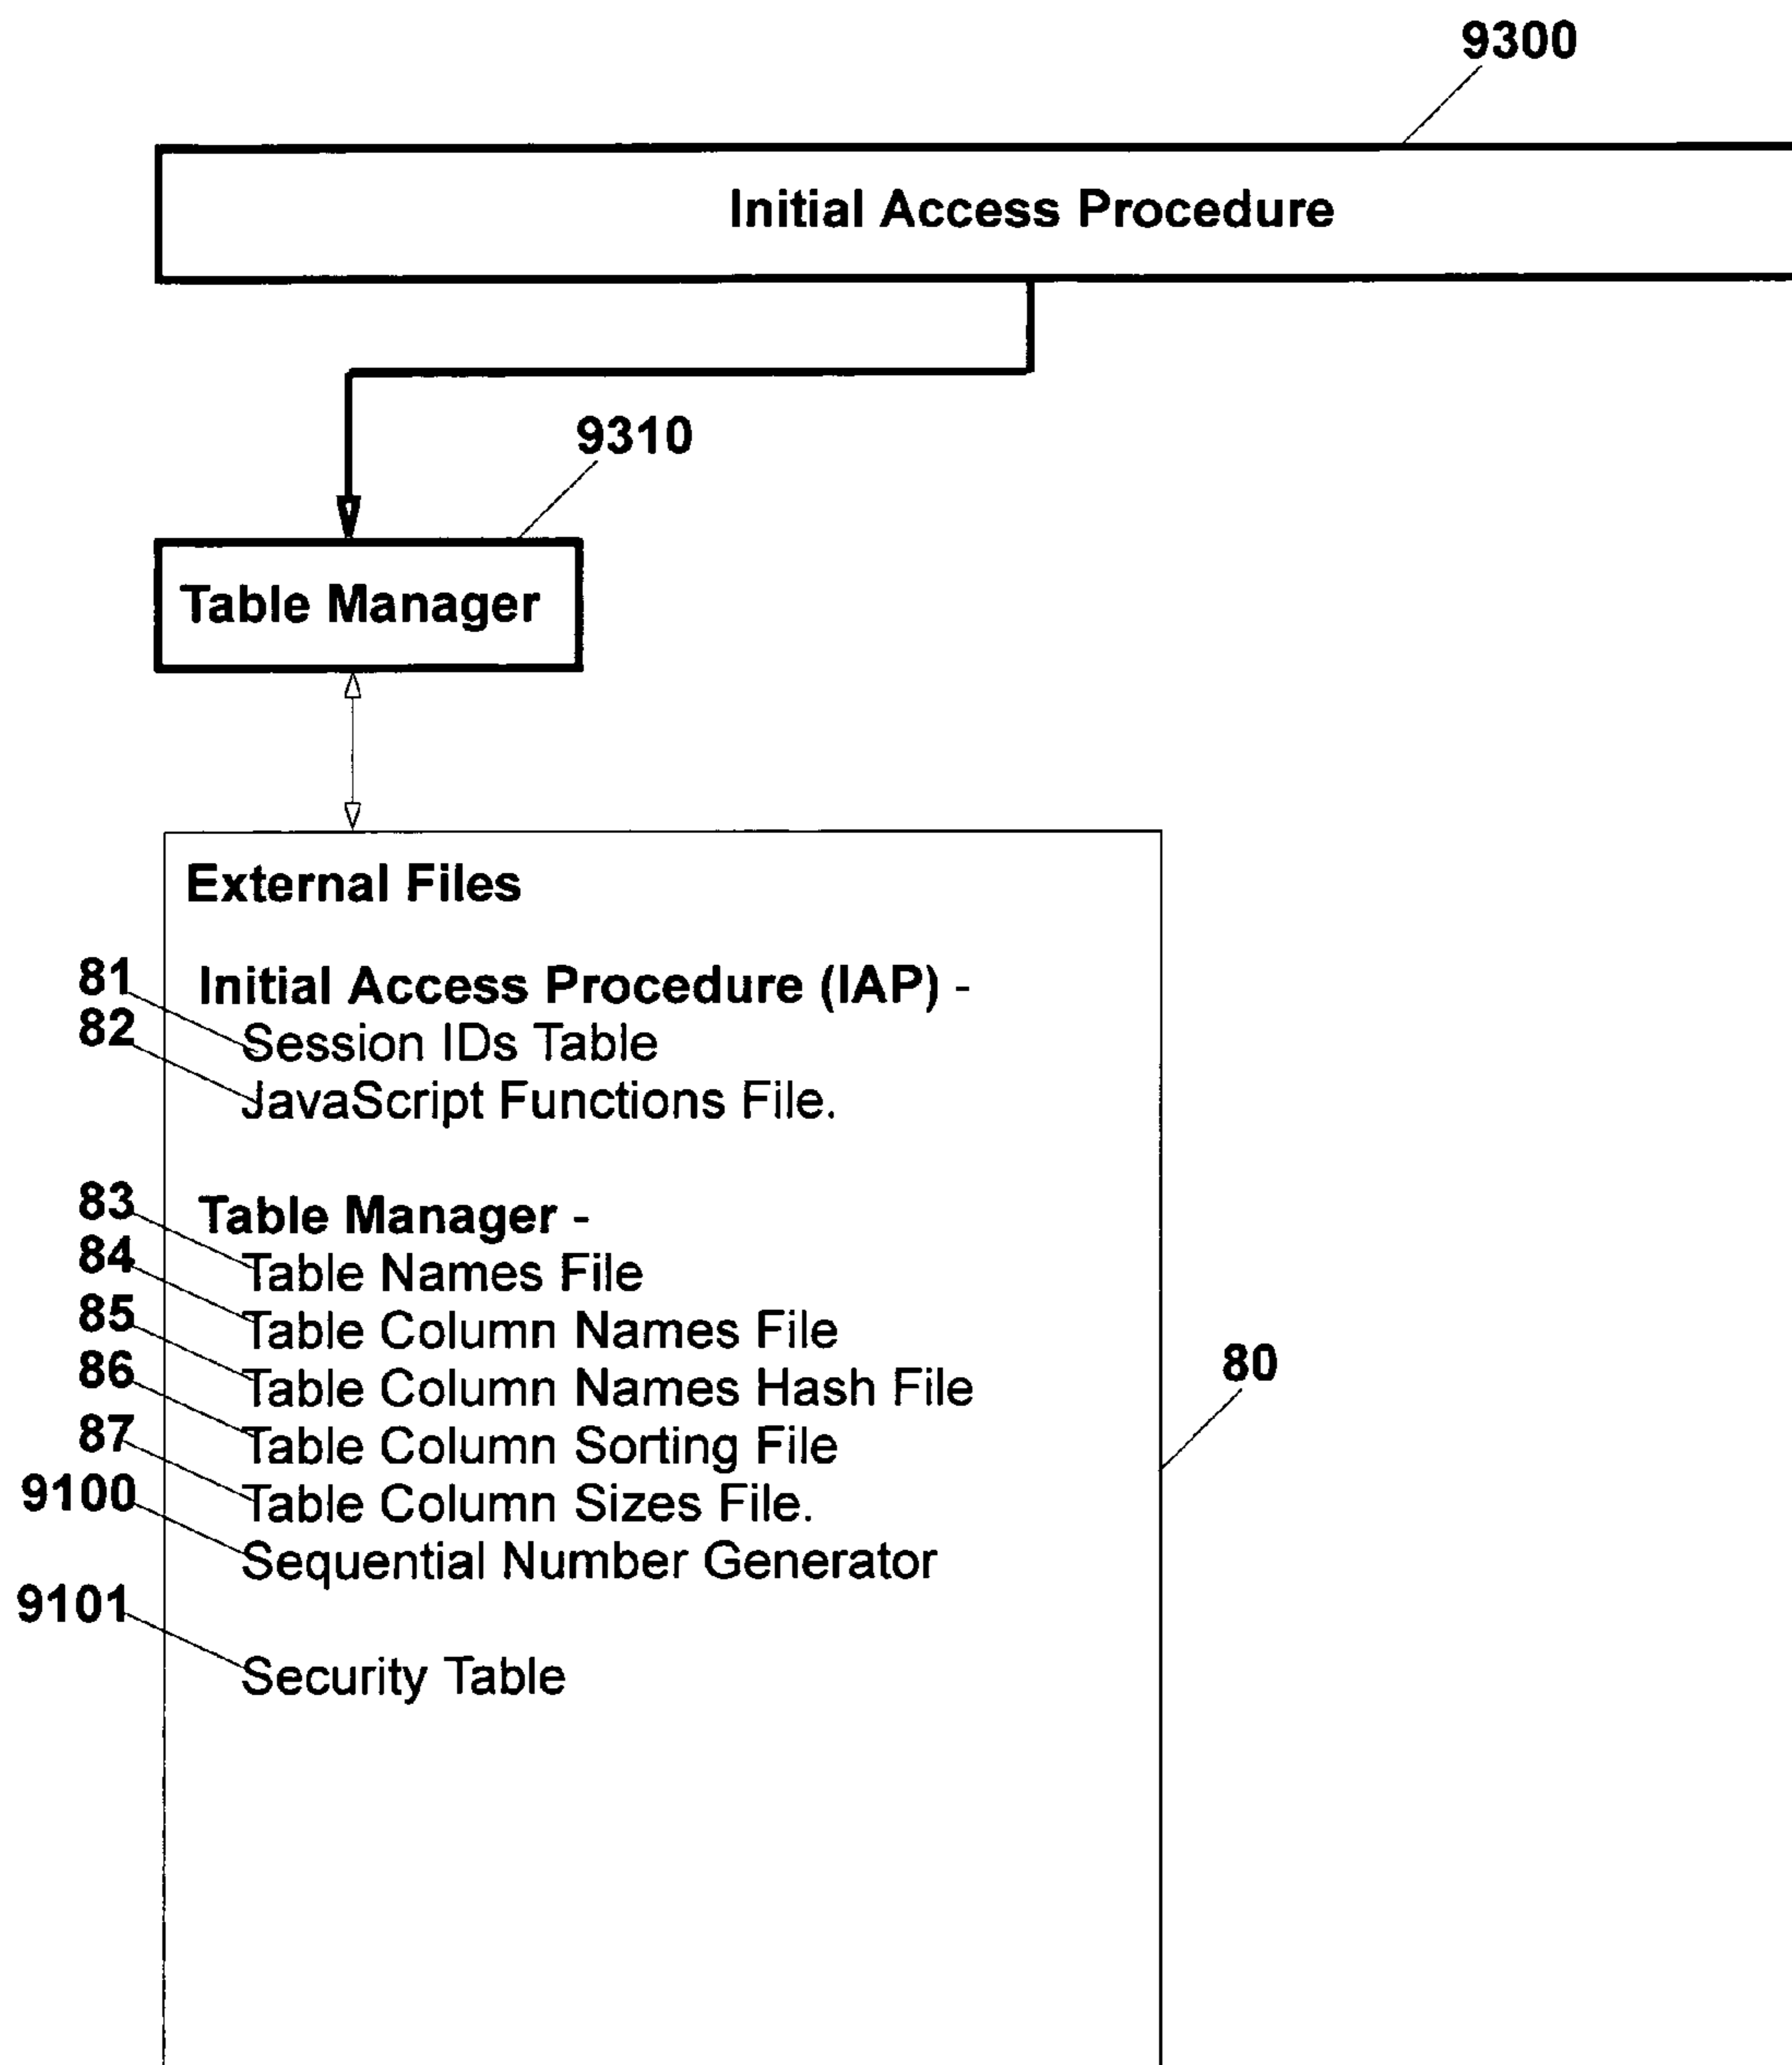 9300
Initial Access Procedure
9310
Table Manager
External Files
81 Initial Access Procedure (IAP) -
82 Session IDs Table
JavaScript Functions File.
83 Table Manager -
84 Table Names File
85 Table Column Names File
86 Table Column Names Hash File
80
87 Table Column Sorting File
9100 Table Column Sizes File.
Sequential Number Generator
9101
Security Table